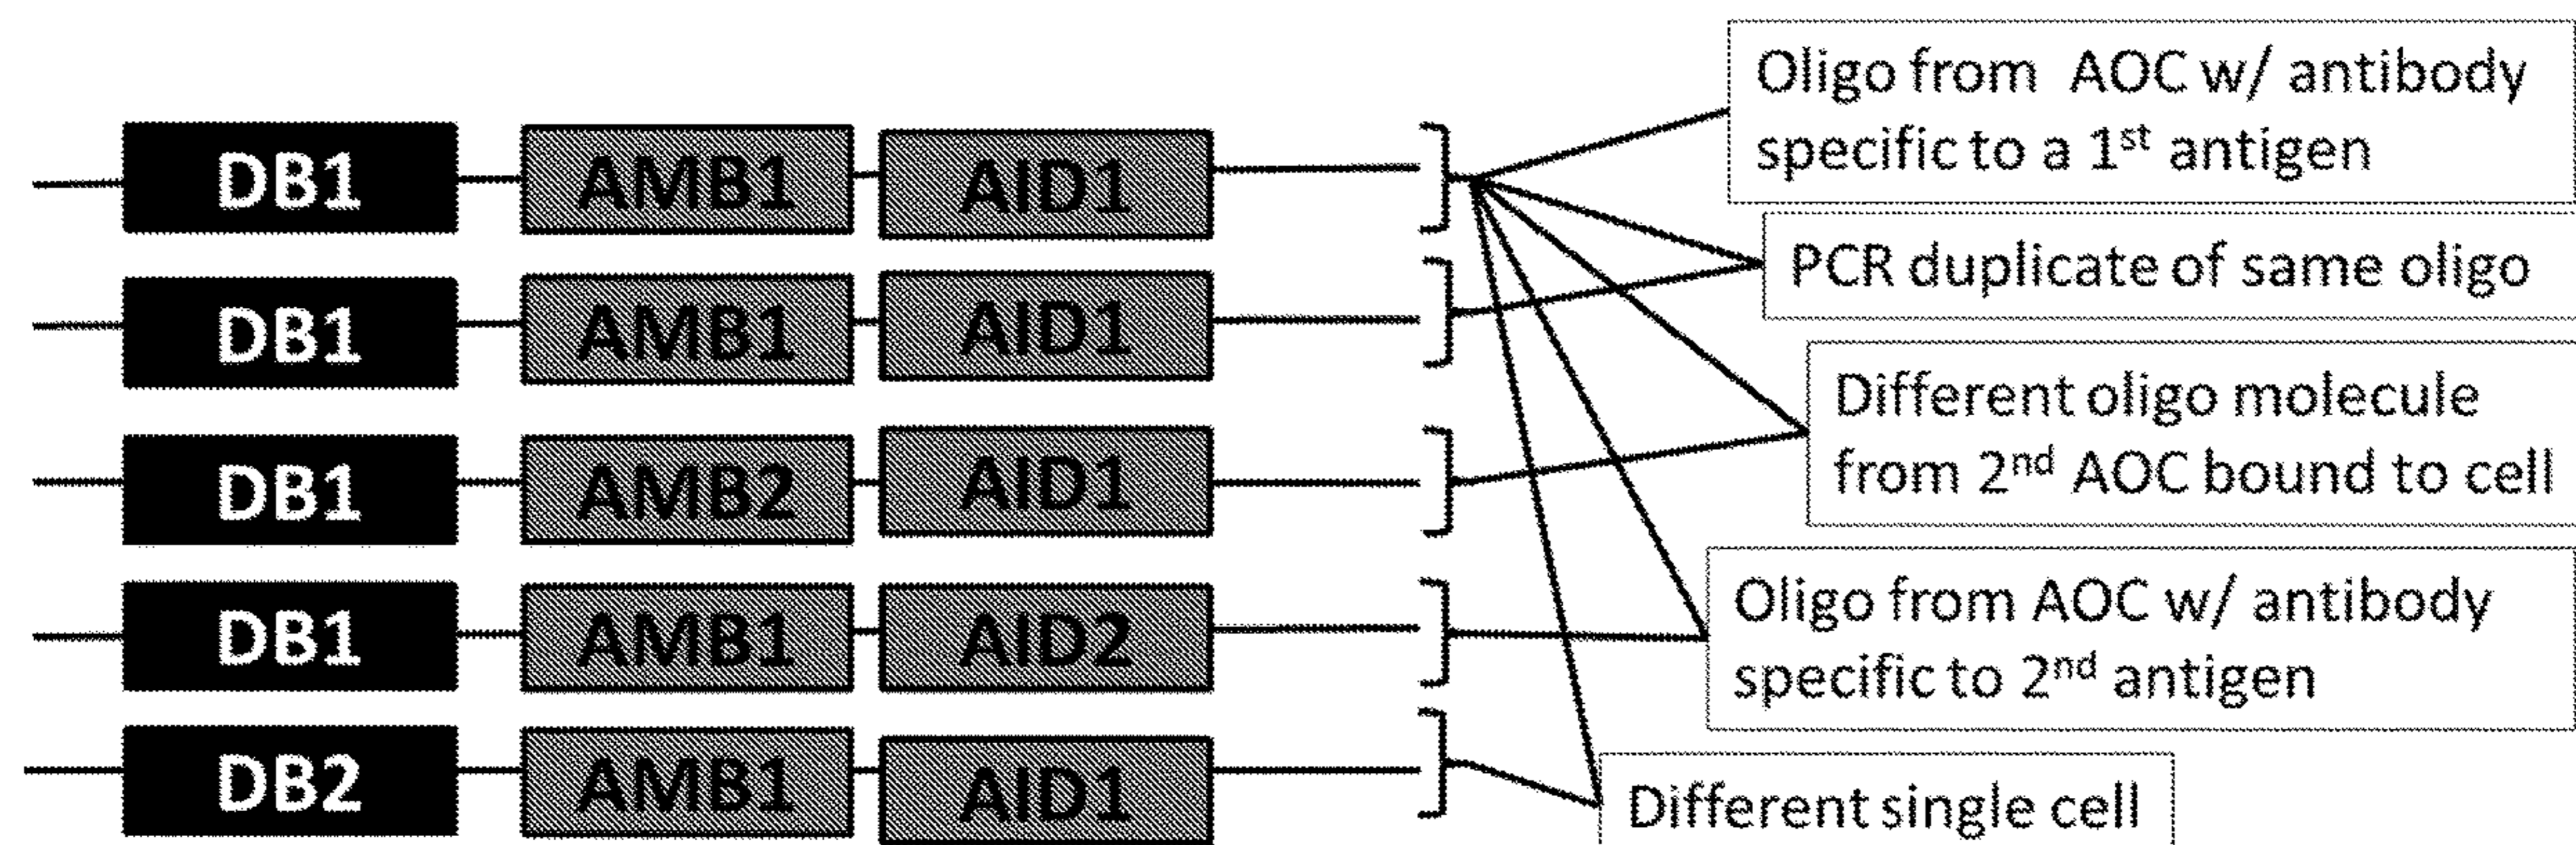 Oligo from AOC w/ antibody
specific to a 1st antigen
DB1 AMB1 AID1
PCR duplicate of same oligo
DB1 AMB1 AID1
Different oligo molecule
from 2nd AOC bound to cell
DB1 AMB2 AID1
Oligo from AOC w/ antibody
specific to 2nd antigen
DB1 AMB1 AID2
Different single cell
DB2 AMB1 AID1